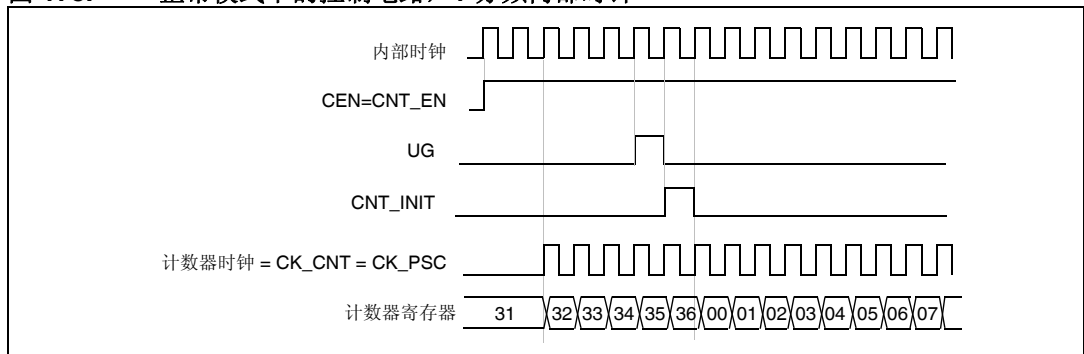 内部时钟
CEN=CNT_EN
UG
CNT_INIT
计数器时钟 = CK_CNT = CK_PSC
计数器寄存器 31 32 33 34 35 36 00 01 02 03 04 05 06 07